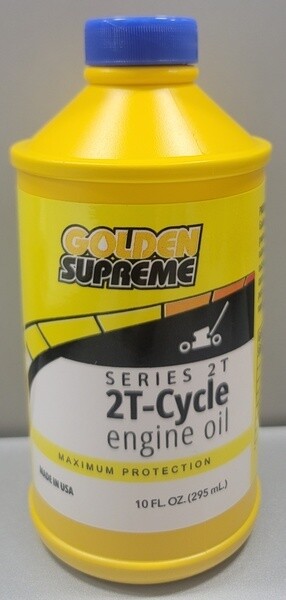 GOLDEN
SUPREME
SERIES 2T
2T-Cycle
engine oil
MAXIMUM PROTECTION
MADE IN USA
10 FL. OZ. (295 mL.)